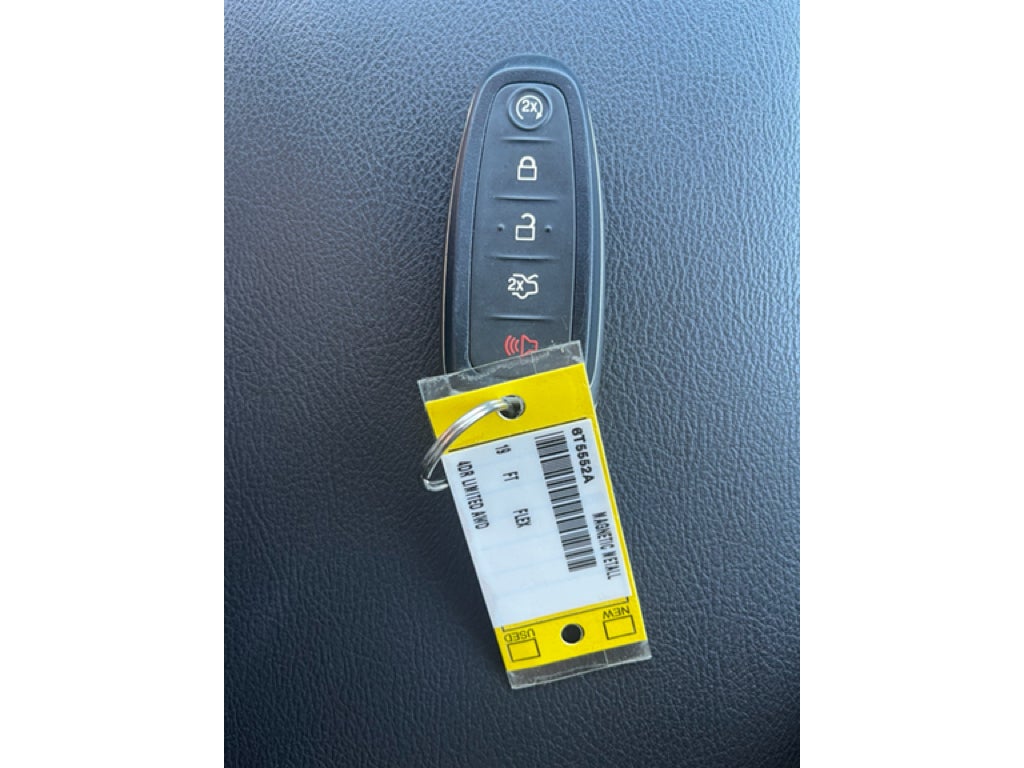 2X
2X
6T5552A MAGNETIC METALL
19 FT FLEX
4DR LIMITED AWD
NEW
USED